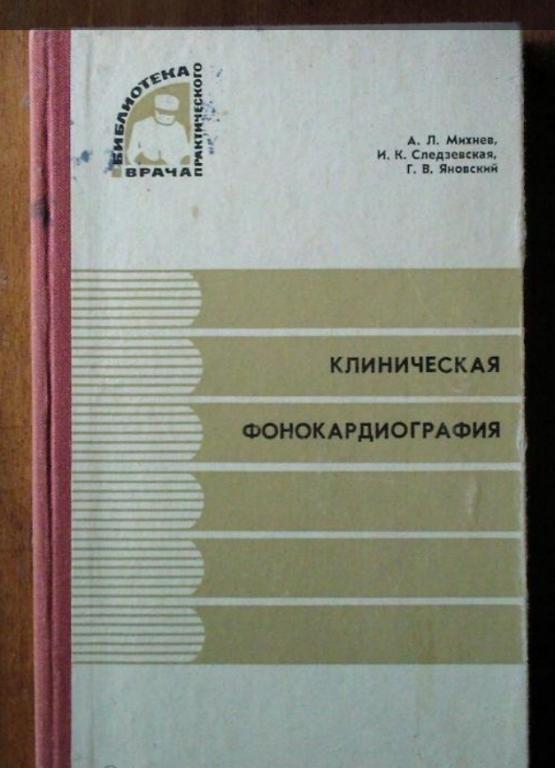 БИБЛИОТЕКА
ПРАКТИЧЕСКОГО
ВРАЧА
А. Л. Михнев,
И. К. Следзевская,
Г. В. Яновский
КЛИНИЧЕСКАЯ
ФОНОКАРДИОГРАФИЯ